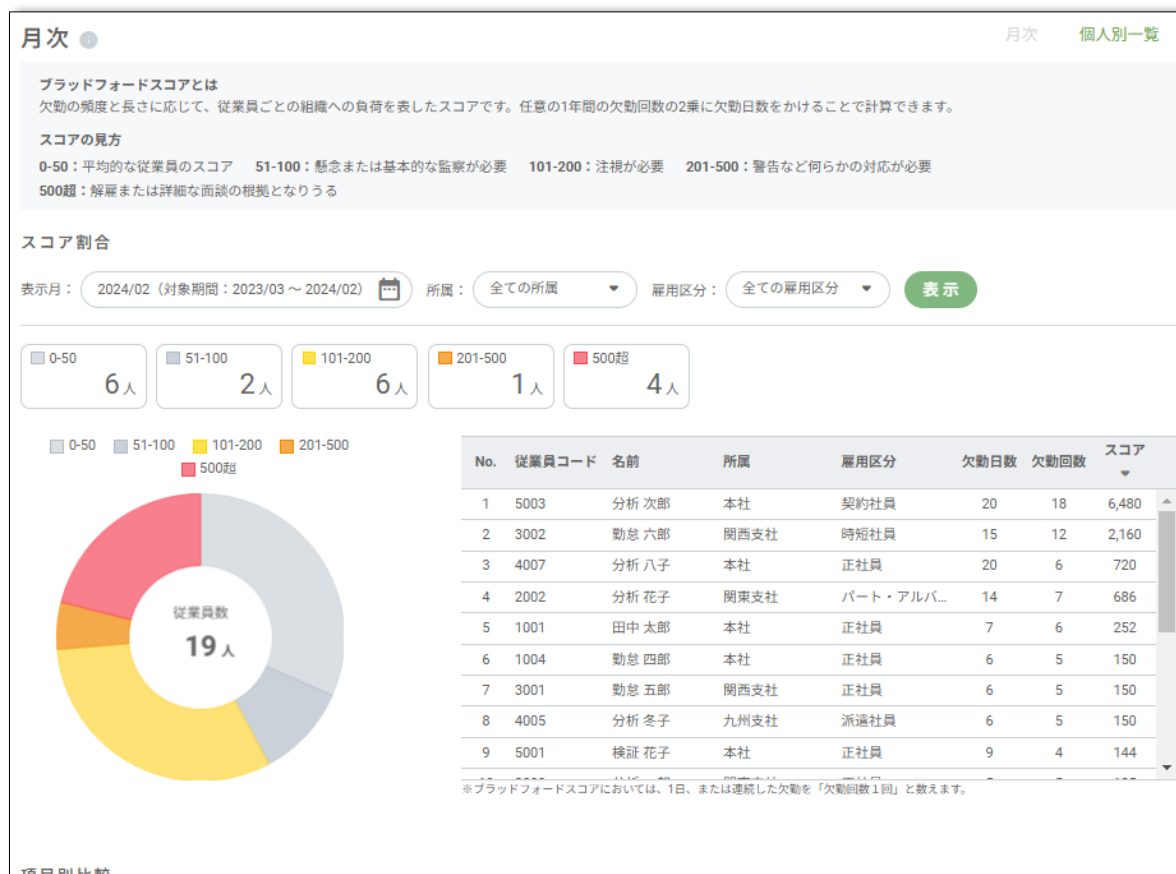 月次
月次 個人別一覧
ブラッドフォードスコアとは
欠勤の頻度と長さに応じて、従業員ごとの組織への負荷を表したスコアです。任意の1年間の欠勤回数の2乗に欠勤日数をかけることで計算できます。
スコアの見方
0-50：平均的な従業員のスコア 51-100：懸念または基本的な監察が必要 101-200：注視が必要 201-500：警告など何らかの対応が必要
500超：解雇または詳細な面談の根拠となりうる
スコア割合
表示月： 2024/02（対象期間：2023/03 ～ 2024/02） 所属： 全ての所属 雇用区分： 全ての雇用区分 表示
0-50 51-100 101-200 201-500 500超
6人 2人 6人 1人 4人
0-50 51-100 101-200 201-500
500超
従業員数
19人
No. 従業員コード 名前 所属 雇用区分 欠勤日数 欠勤回数 スコア
1 5003 分析 次郎 本社 契約社員 20 18 6,480
2 3002 勤怠 六郎 関西支社 時短社員 15 12 2,160
3 4007 分析 八子 本社 正社員 20 6 720
4 2002 分析 花子 関東支社 パート・アルバ... 14 7 686
5 1001 田中 太郎 本社 正社員 7 6 252
6 1004 勤怠 四郎 本社 正社員 6 5 150
7 3001 勤怠 五郎 関西支社 正社員 6 5 150
8 4005 分析 冬子 九州支社 派遣社員 6 5 150
9 5001 検証 花子 本社 正社員 9 4 144
※ブラッドフォードスコアにおいては、1日、または連続した欠勤を「欠勤回数１回」と数えます。
項目別比較